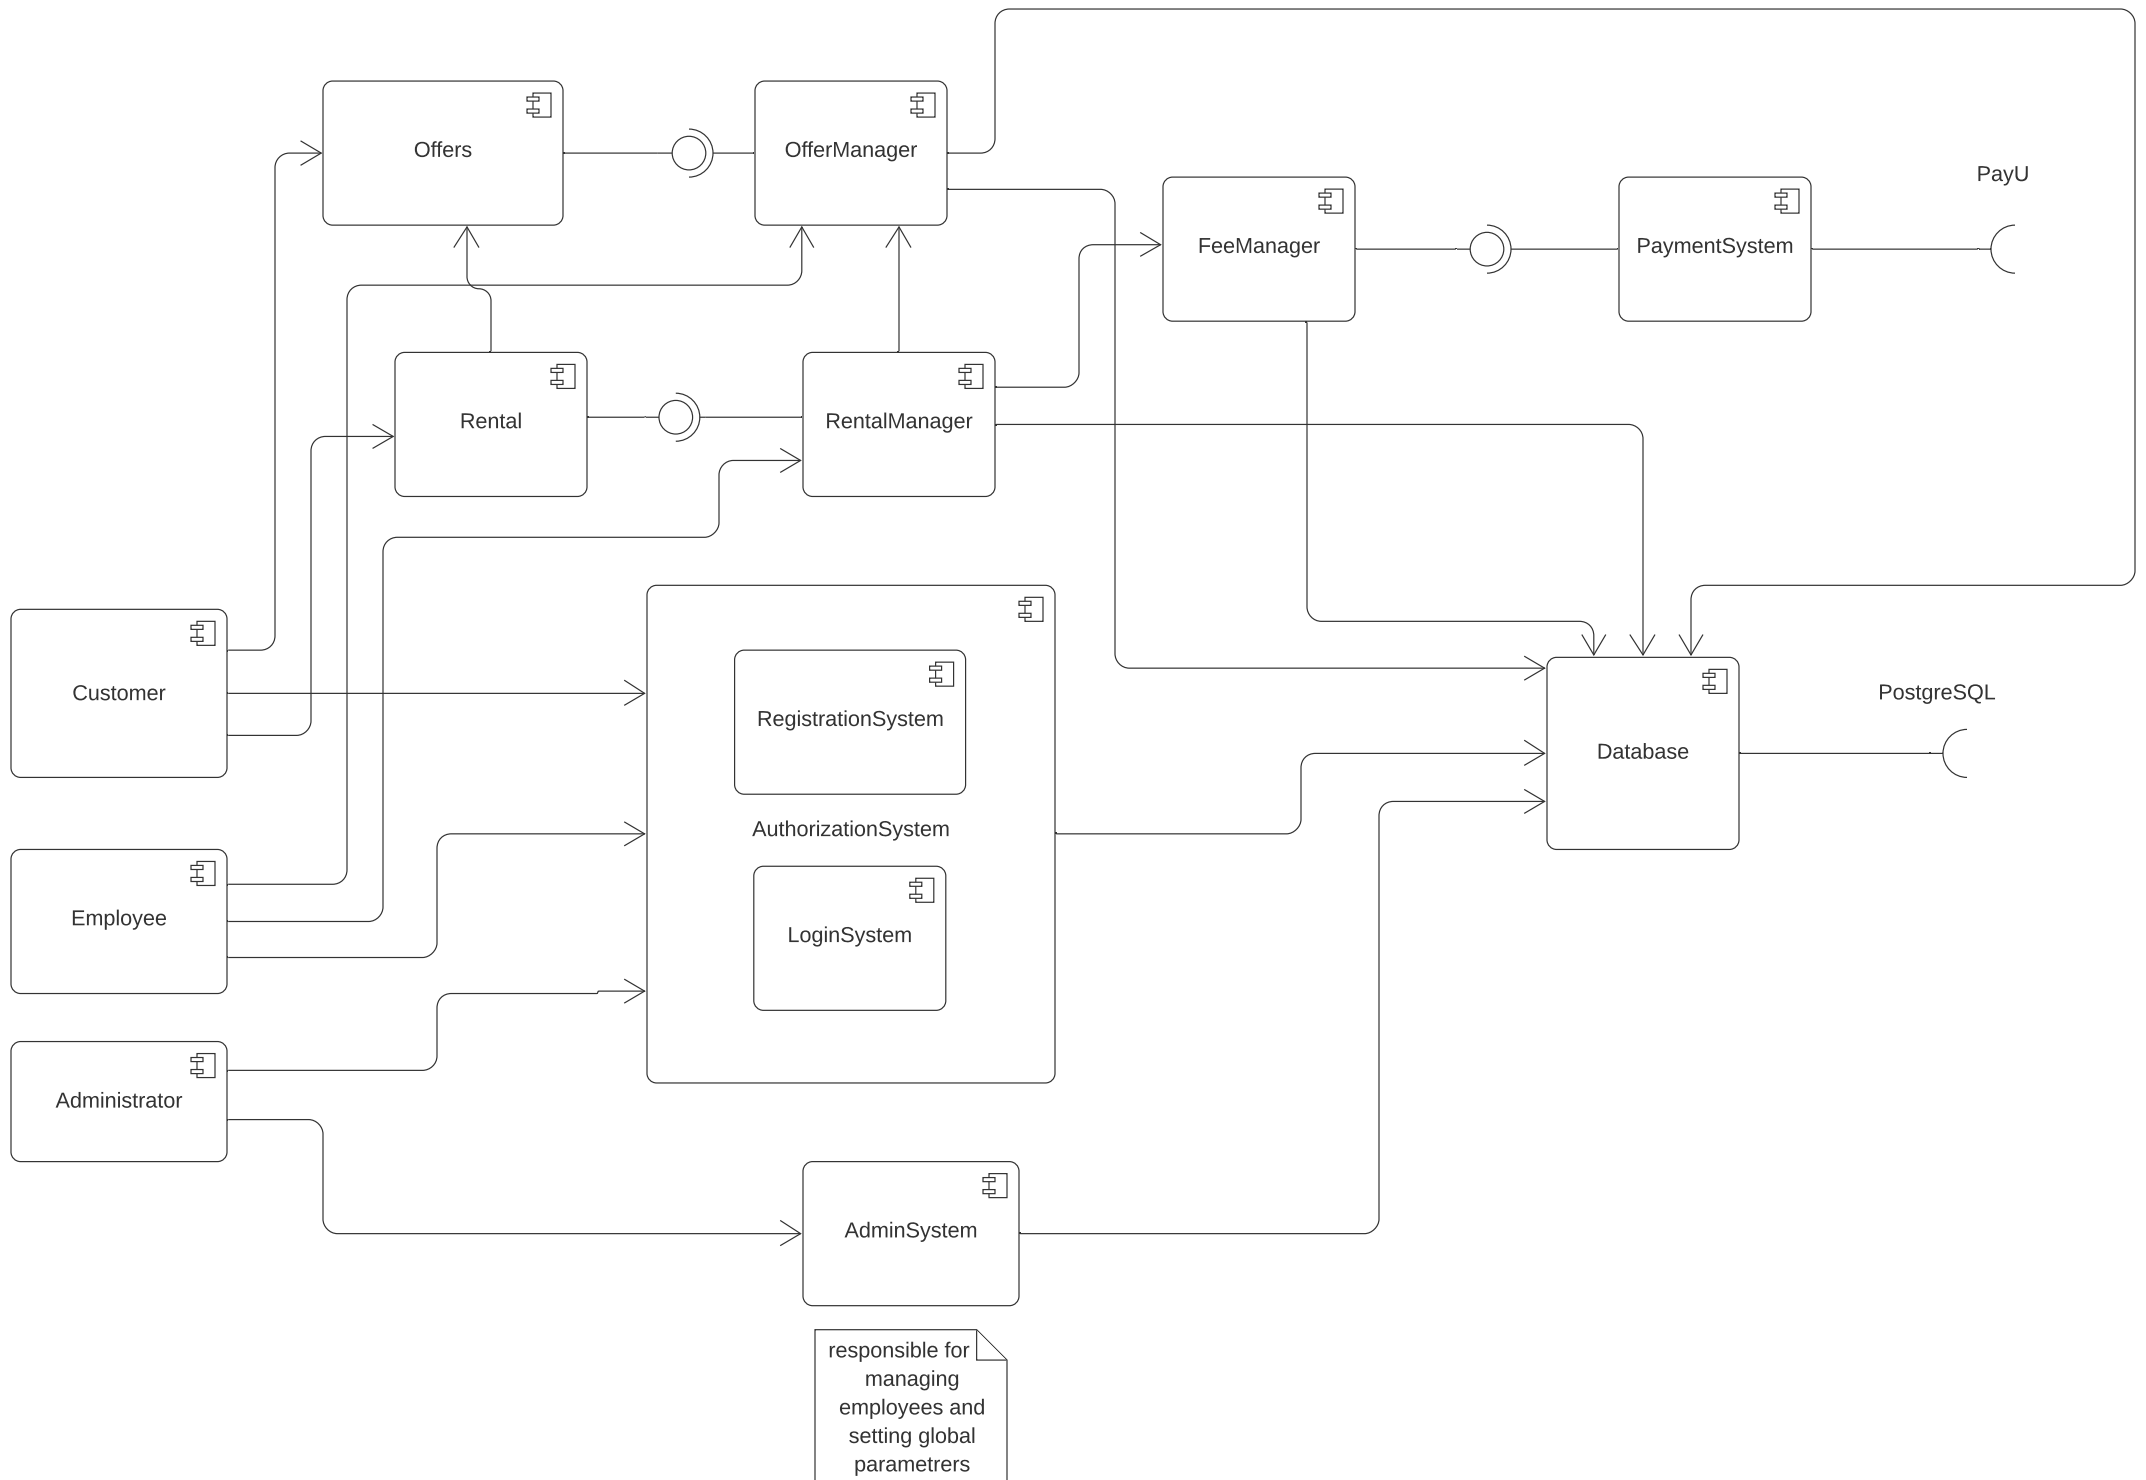 Offers
OfferManager
PayU
FeeManager
PaymentSystem
Rental
RentalManager
Customer
RegistrationSystem
PostgreSQL
Database
AuthorizationSystem
Employee
LoginSystem
Administrator
AdminSystem
responsible for
managing
employees and
setting global
parametrers